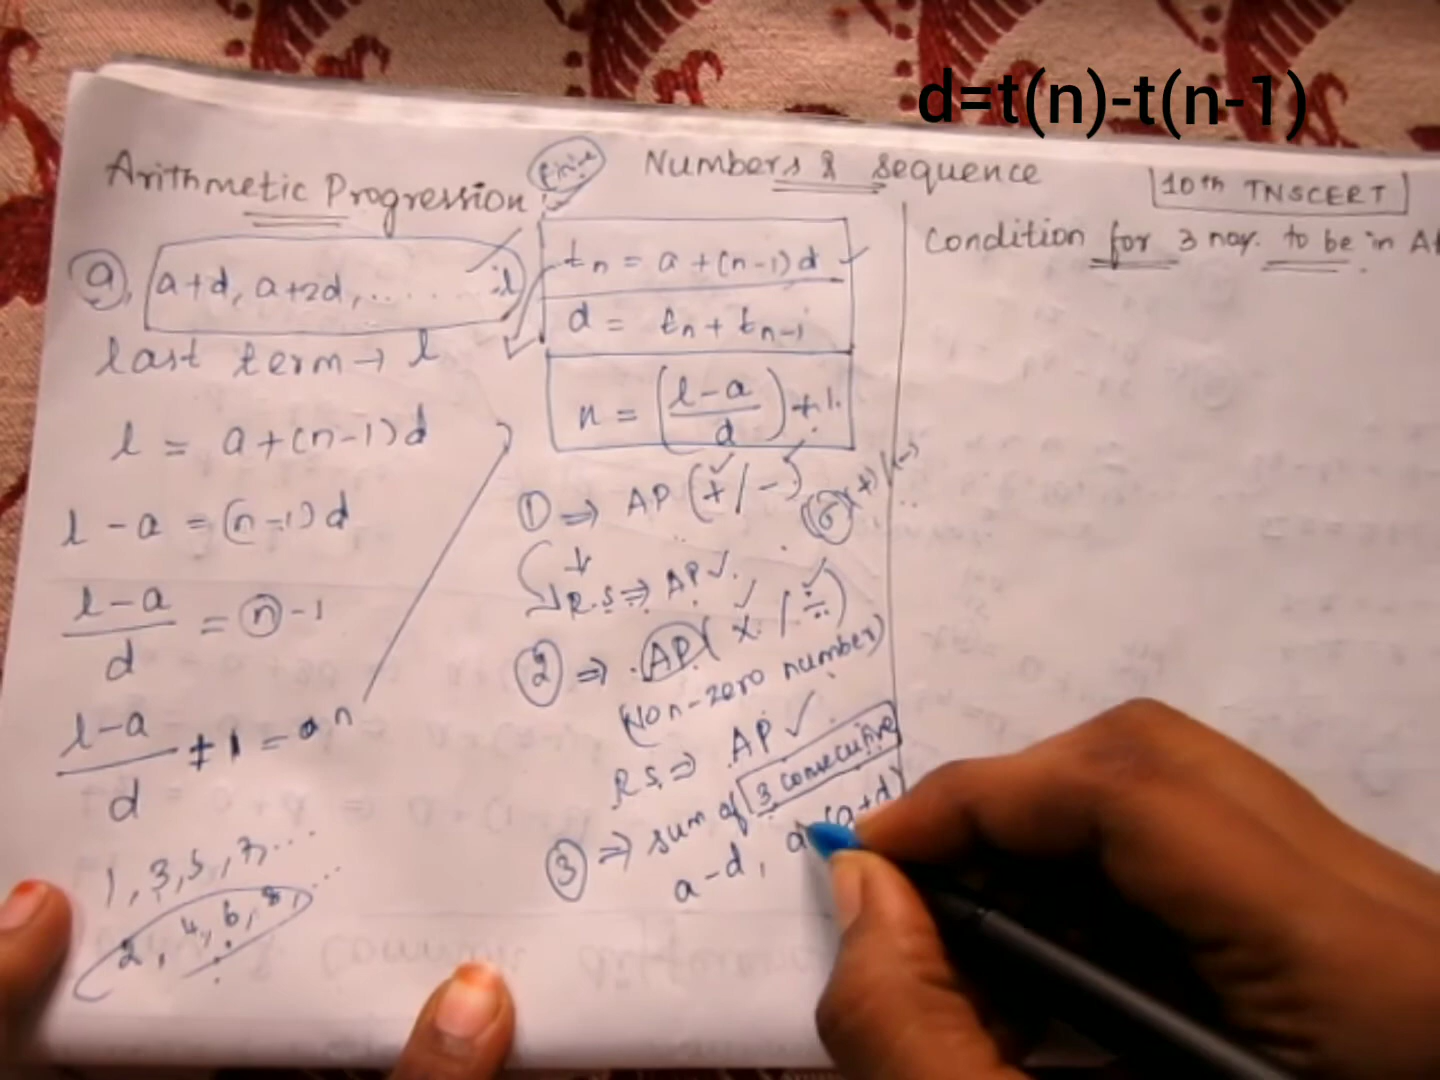 d=t(n)-t(n-1)
Numbers & sequence
10th TNSCERT
Arithmetic Progression
finite
a, a+d, a+2d, ...... l
last term → l
l = a+(n-1)d
l - a = (n-1)d
l-a/d = n-1
l-a/d + 1 = n
1, 3, 5, 7, ...
2, 4, 6, 8, ...
tn = a+(n-1)d
d = tn + tn-1
n = (l-a/d)+1.
① ⇒ AP (+/-) (+)/(-)
R.S ⇒ AP ✓.
② ⇒ AP (×/÷)
(Non-zero number)
R.S ⇒ AP ✓
③ ⇒ sum of 3 consecutive
a-d, a, (a+d)
Condition for 3 nos. to be in